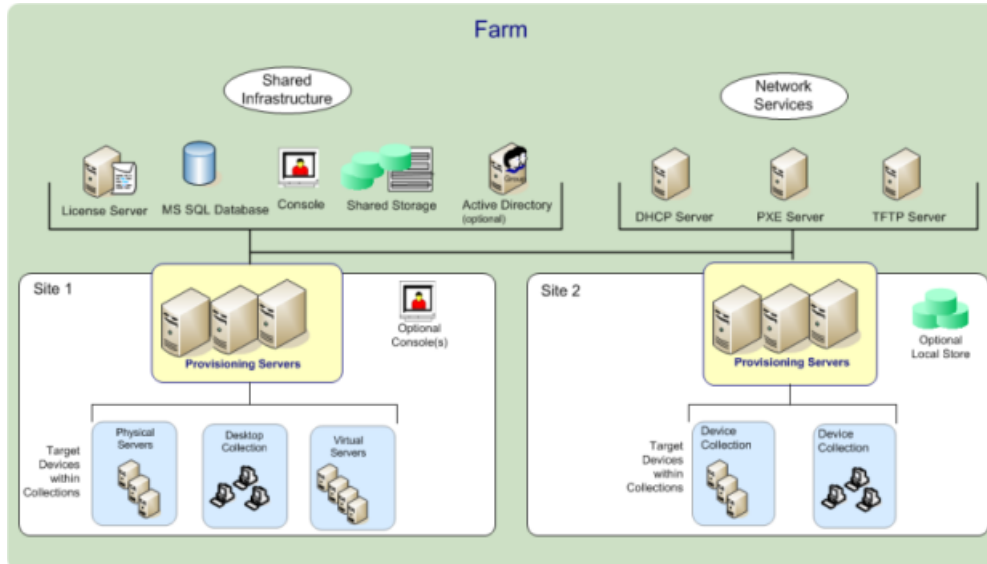 Farm
Shared
Infrastructure
Network
Services
License Server
MS SQL Database
Console
Shared Storage
Group
Active Directory
(optional)
DHCP Server
PXE Server
TFTP Server
Site 1
Provisioning Servers
Optional
Console(s)
Target
Devices
within
Collections
Physical
Servers
Desktop
Collection
Virtual
Servers
Site 2
Provisioning Servers
Optional
Local Store
Target
Devices
within
Collections
Device
Collection
Device
Collection